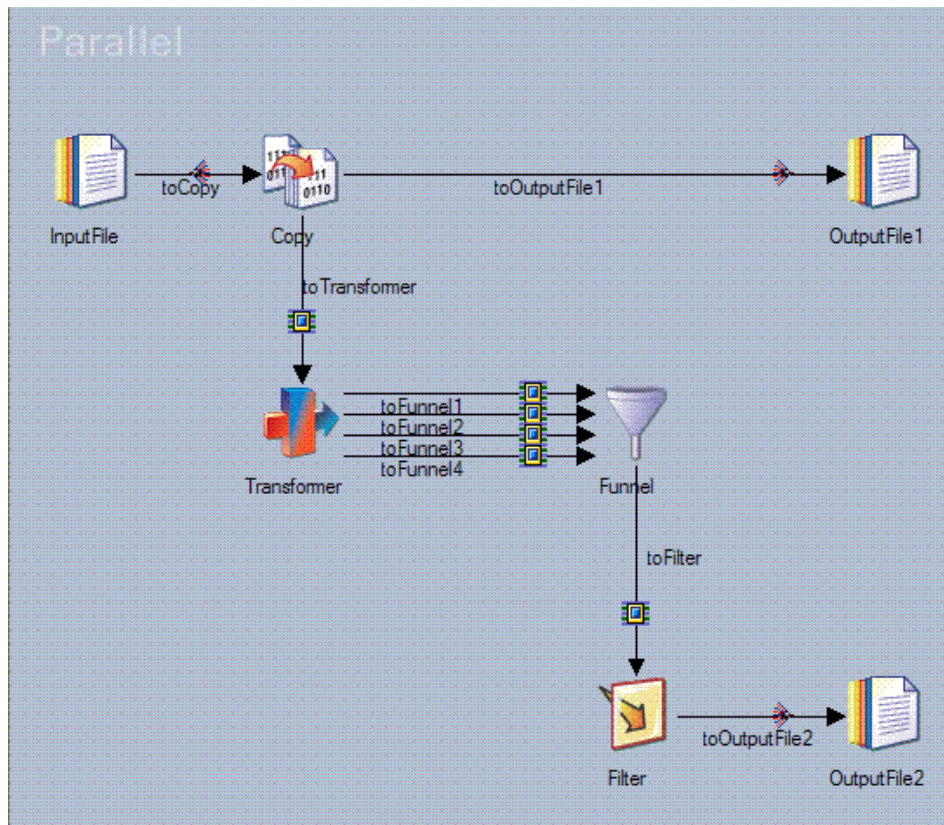 Parallel
toCopy
toOutputFile1
InputFile
Copy
OutputFile1
toTransformer
toFunnel1
toFunnel2
toFunnel3
toFunnel4
Transformer
Funnel
toFilter
toOutputFile2
Filter
OutputFile2